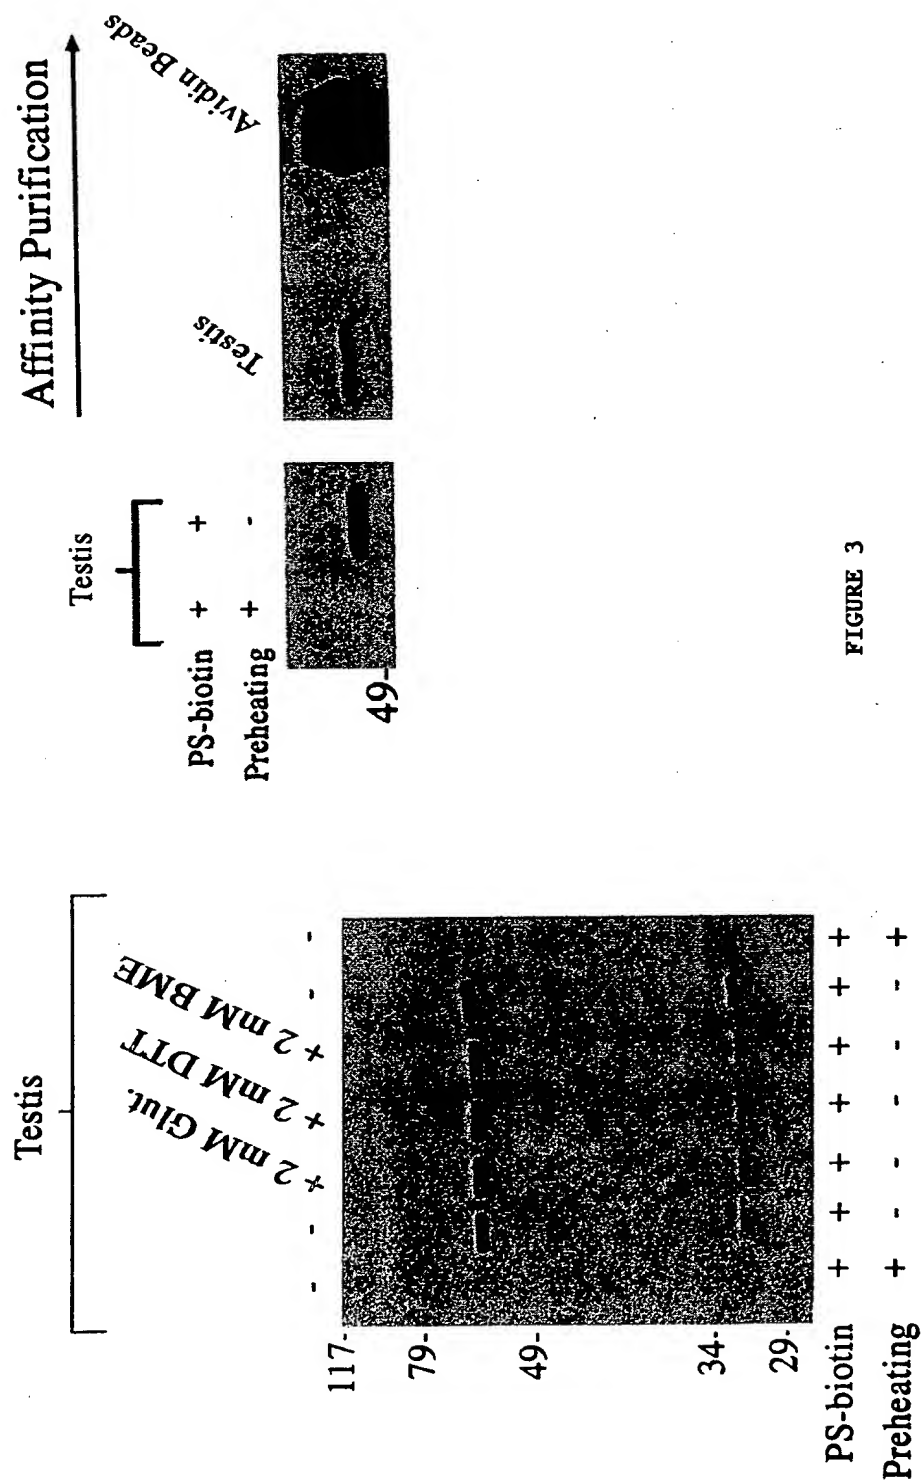 Testis
- - + 2 mM Glut. + 2 mM DTT + 2 mM BME - -
117-
79-
49-
34-
29-
PS-biotin + + + + + + +
Preheating + - - - - - +
Testis
PS-biotin + +
Preheating + -
49-
Affinity Purification
Testis
Avidin Beads
FIGURE 3